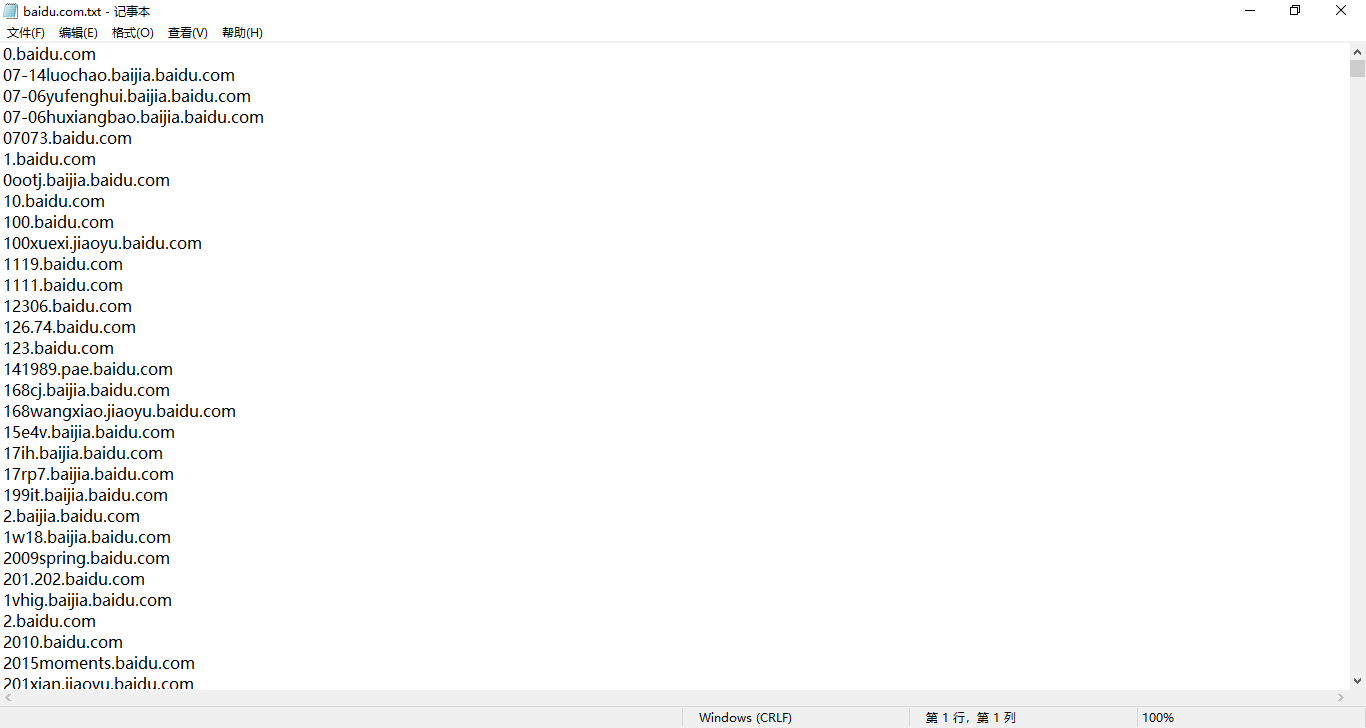 baidu.com.txt - 记事本
文件(F) 编辑(E) 格式(O) 查看(V) 帮助(H)
0.baidu.com
07-14luochao.baijia.baidu.com
07-06yufenghui.baijia.baidu.com
07-06huxiangbao.baijia.baidu.com
07073.baidu.com
1.baidu.com
0ootj.baijia.baidu.com
10.baidu.com
100.baidu.com
100xuexi.jiaoyu.baidu.com
1119.baidu.com
1111.baidu.com
12306.baidu.com
126.74.baidu.com
123.baidu.com
141989.pae.baidu.com
168cj.baijia.baidu.com
168wangxiao.jiaoyu.baidu.com
15e4v.baijia.baidu.com
17ih.baijia.baidu.com
17rp7.baijia.baidu.com
199it.baijia.baidu.com
2.baijia.baidu.com
1w18.baijia.baidu.com
2009spring.baidu.com
201.202.baidu.com
1vhig.baijia.baidu.com
2.baidu.com
2010.baidu.com
2015moments.baidu.com
201xian.jiaoyu.baidu.com
Windows (CRLF) 第 1 行，第 1 列 100%